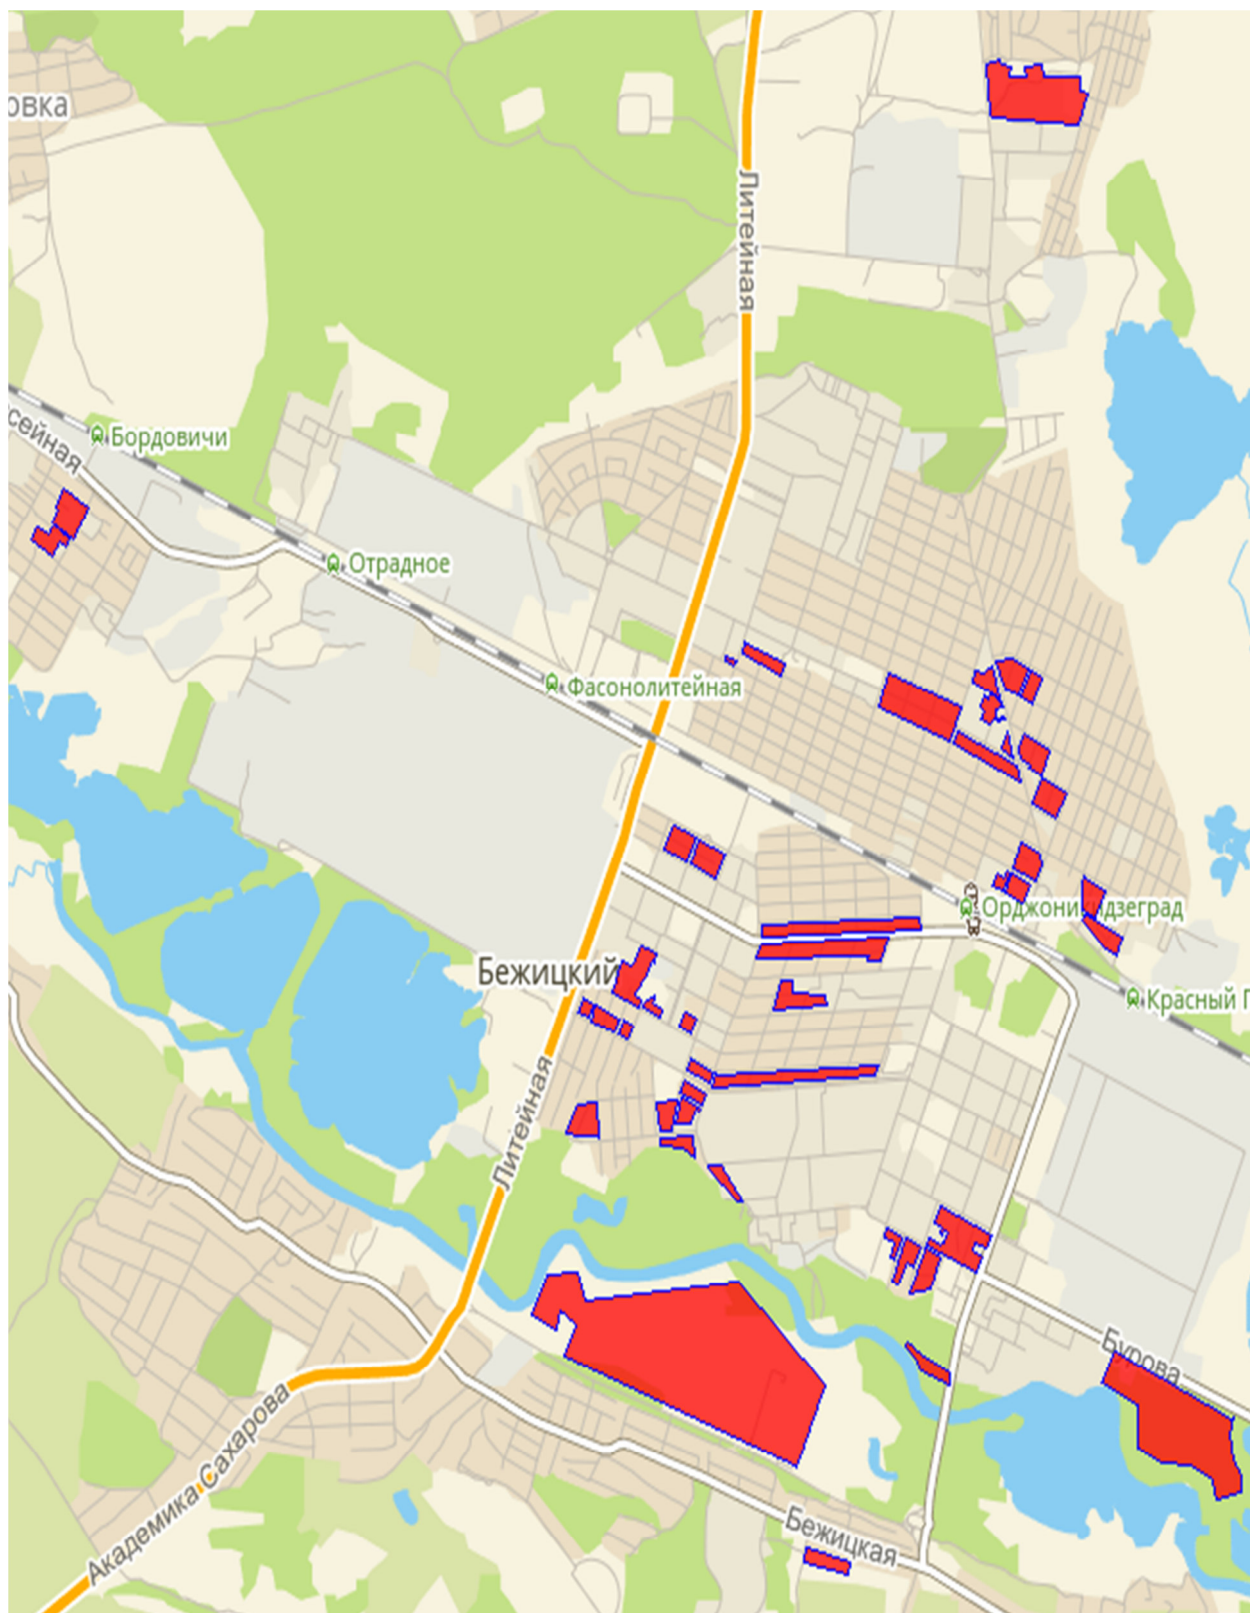 овка
Литейная
сейная
Бордовичи
Отрадное
Фасонолитейная
Орджони дзеград
Бежицкий
Красный П
Литейная
Бурова
Академика Сахарова
Бежицкая